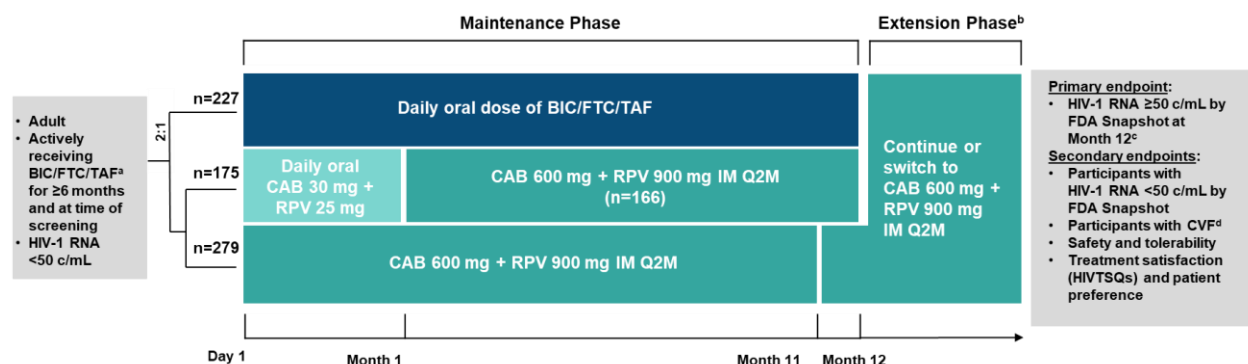 Maintenance Phase
Extension Phaseᵇ
• Adult
• Actively
receiving
BIC/FTC/TAFᵃ
for ≥6 months
and at time of
screening
• HIV-1 RNA
<50 c/mL
2:1
n=227
n=175
n=279
Daily oral dose of BIC/FTC/TAF
Daily oral
CAB 30 mg +
RPV 25 mg
CAB 600 mg + RPV 900 mg IM Q2M
(n=166)
CAB 600 mg + RPV 900 mg IM Q2M
Continue or
switch to
CAB 600 mg +
RPV 900 mg
IM Q2M
Primary endpoint:
• HIV-1 RNA ≥50 c/mL by
FDA Snapshot at
Month 12ᶜ
Secondary endpoints:
• Participants with
HIV-1 RNA <50 c/mL by
FDA Snapshot
• Participants with CVFᵈ
• Safety and tolerability
• Treatment satisfaction
(HIVTSQs) and patient
preference
Day 1
Month 1
Month 11
Month 12